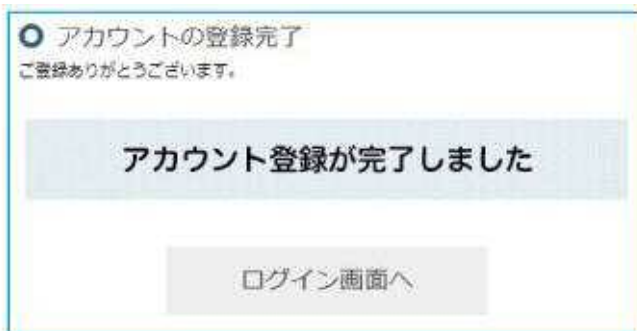 アカウントの登録完了
ご登録ありがとうございます。
アカウント登録が完了しました
ログイン画面へ